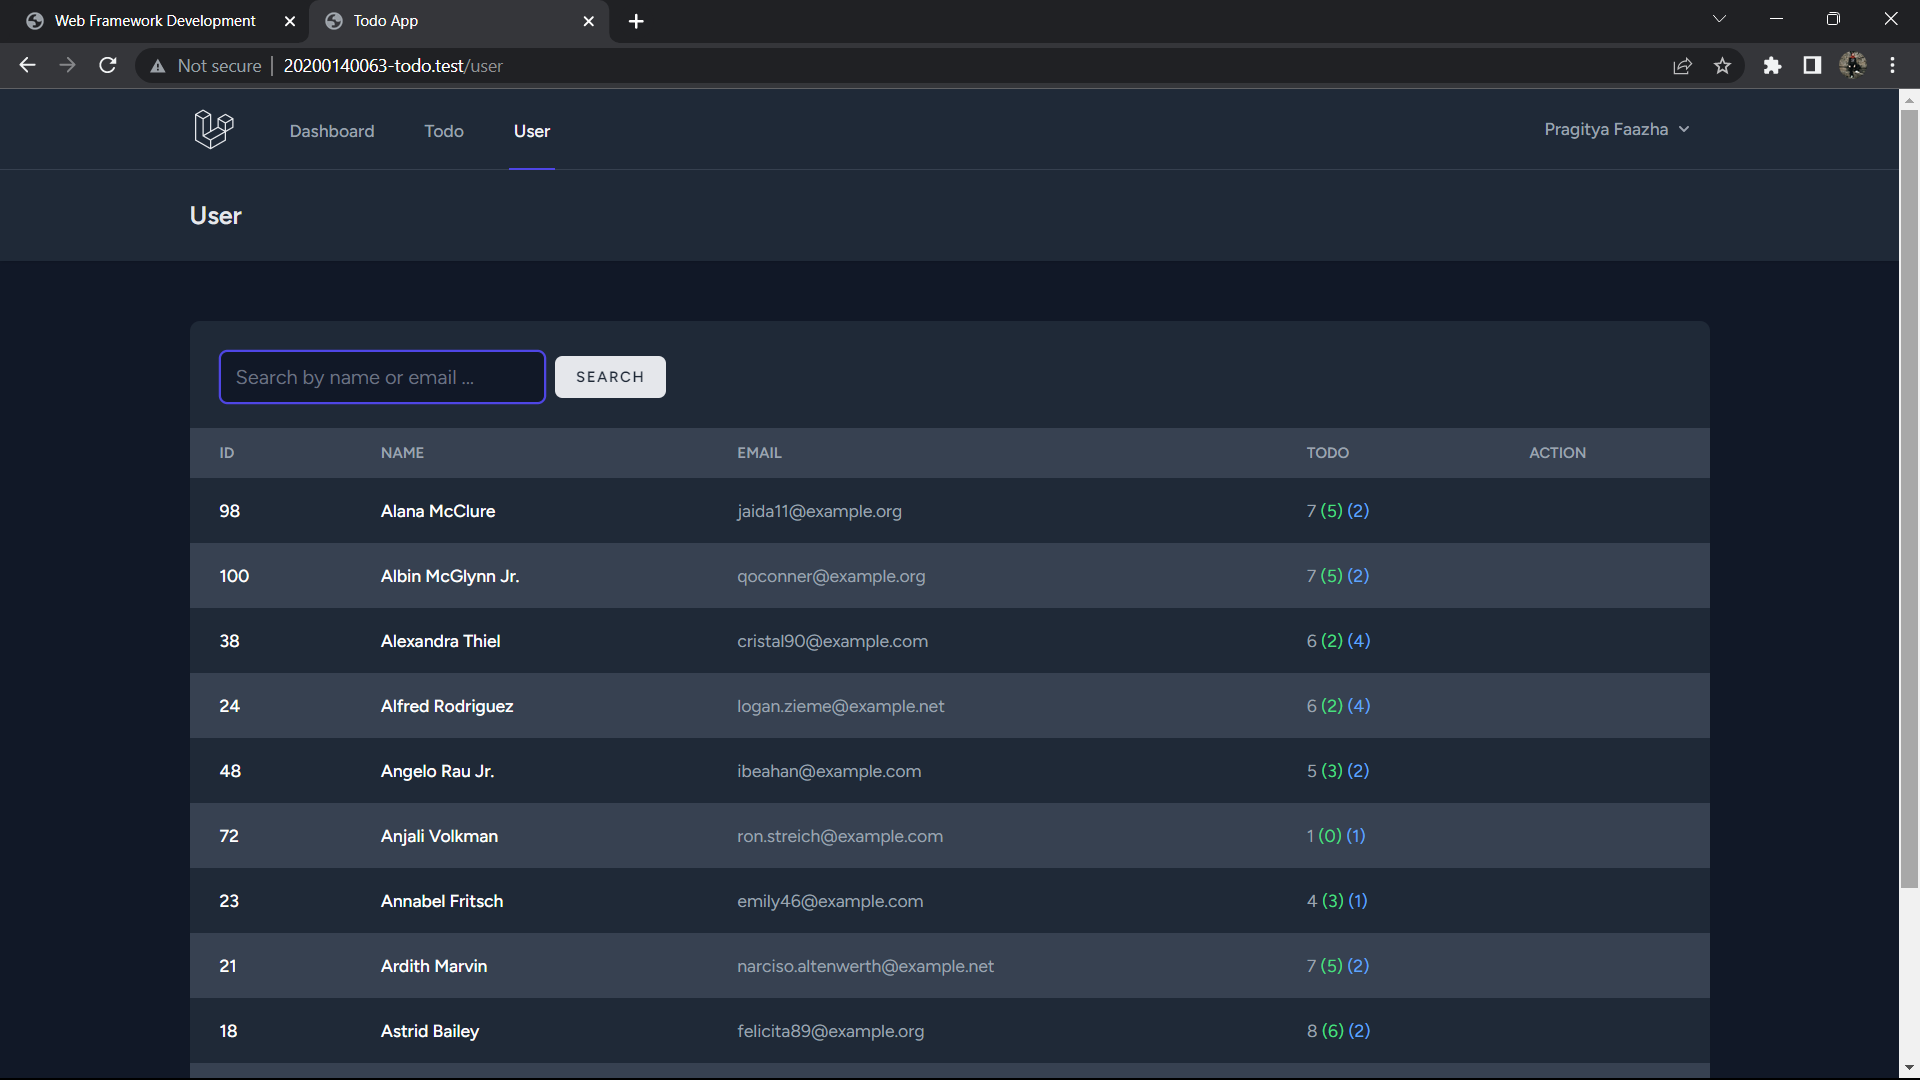 Web Framework Development
Todo App
Not secure
20200140063-todo.test/user
Dashboard
Todo
User
Pragitya Faazha
User
Search by name or email ...
SEARCH
ID NAME EMAIL TODO ACTION
98 Alana McClure jaida11@example.org 7 (5) (2)
100 Albin McGlynn Jr. qoconner@example.org 7 (5) (2)
38 Alexandra Thiel cristal90@example.com 6 (2) (4)
24 Alfred Rodriguez logan.zieme@example.net 6 (2) (4)
48 Angelo Rau Jr. ibeahan@example.com 5 (3) (2)
72 Anjali Volkman ron.streich@example.com 1 (0) (1)
23 Annabel Fritsch emily46@example.com 4 (3) (1)
21 Ardith Marvin narciso.altenwerth@example.net 7 (5) (2)
18 Astrid Bailey felicita89@example.org 8 (6) (2)